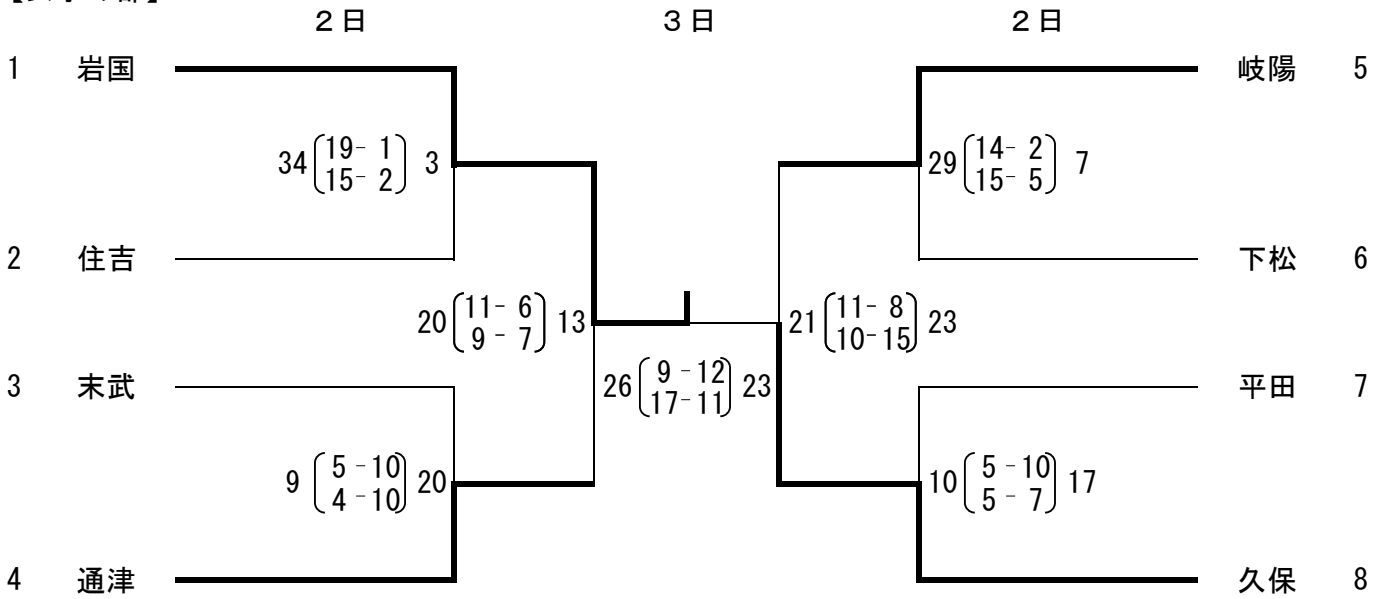 2日 3日 2日
1 岩国 岐陽 5
34 19- 1 3 29 14- 2 7
15- 2 15- 5
2 住吉 下松 6
20 11- 6 13 21 11- 8 23
9 - 7 10-15
3 末武 26 9 -12 23 平田 7
17-11
9 5 -10 20 10 5 -10 17
4 -10 5 - 7
4 通津 久保 8